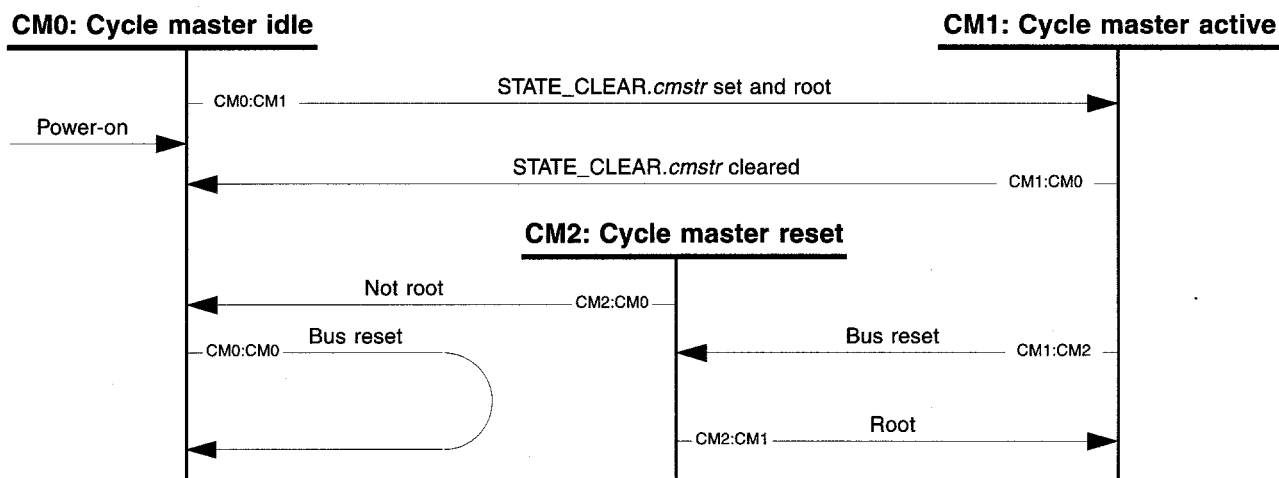 CM0: Cycle master idle
CM1: Cycle master active
CM0:CM1
STATE_CLEAR.cmstr set and root
Power-on
STATE_CLEAR.cmstr cleared
CM1:CM0
CM2: Cycle master reset
Not root
CM2:CM0
CM0:CM0
Bus reset
Bus reset
CM1:CM2
CM2:CM1
Root